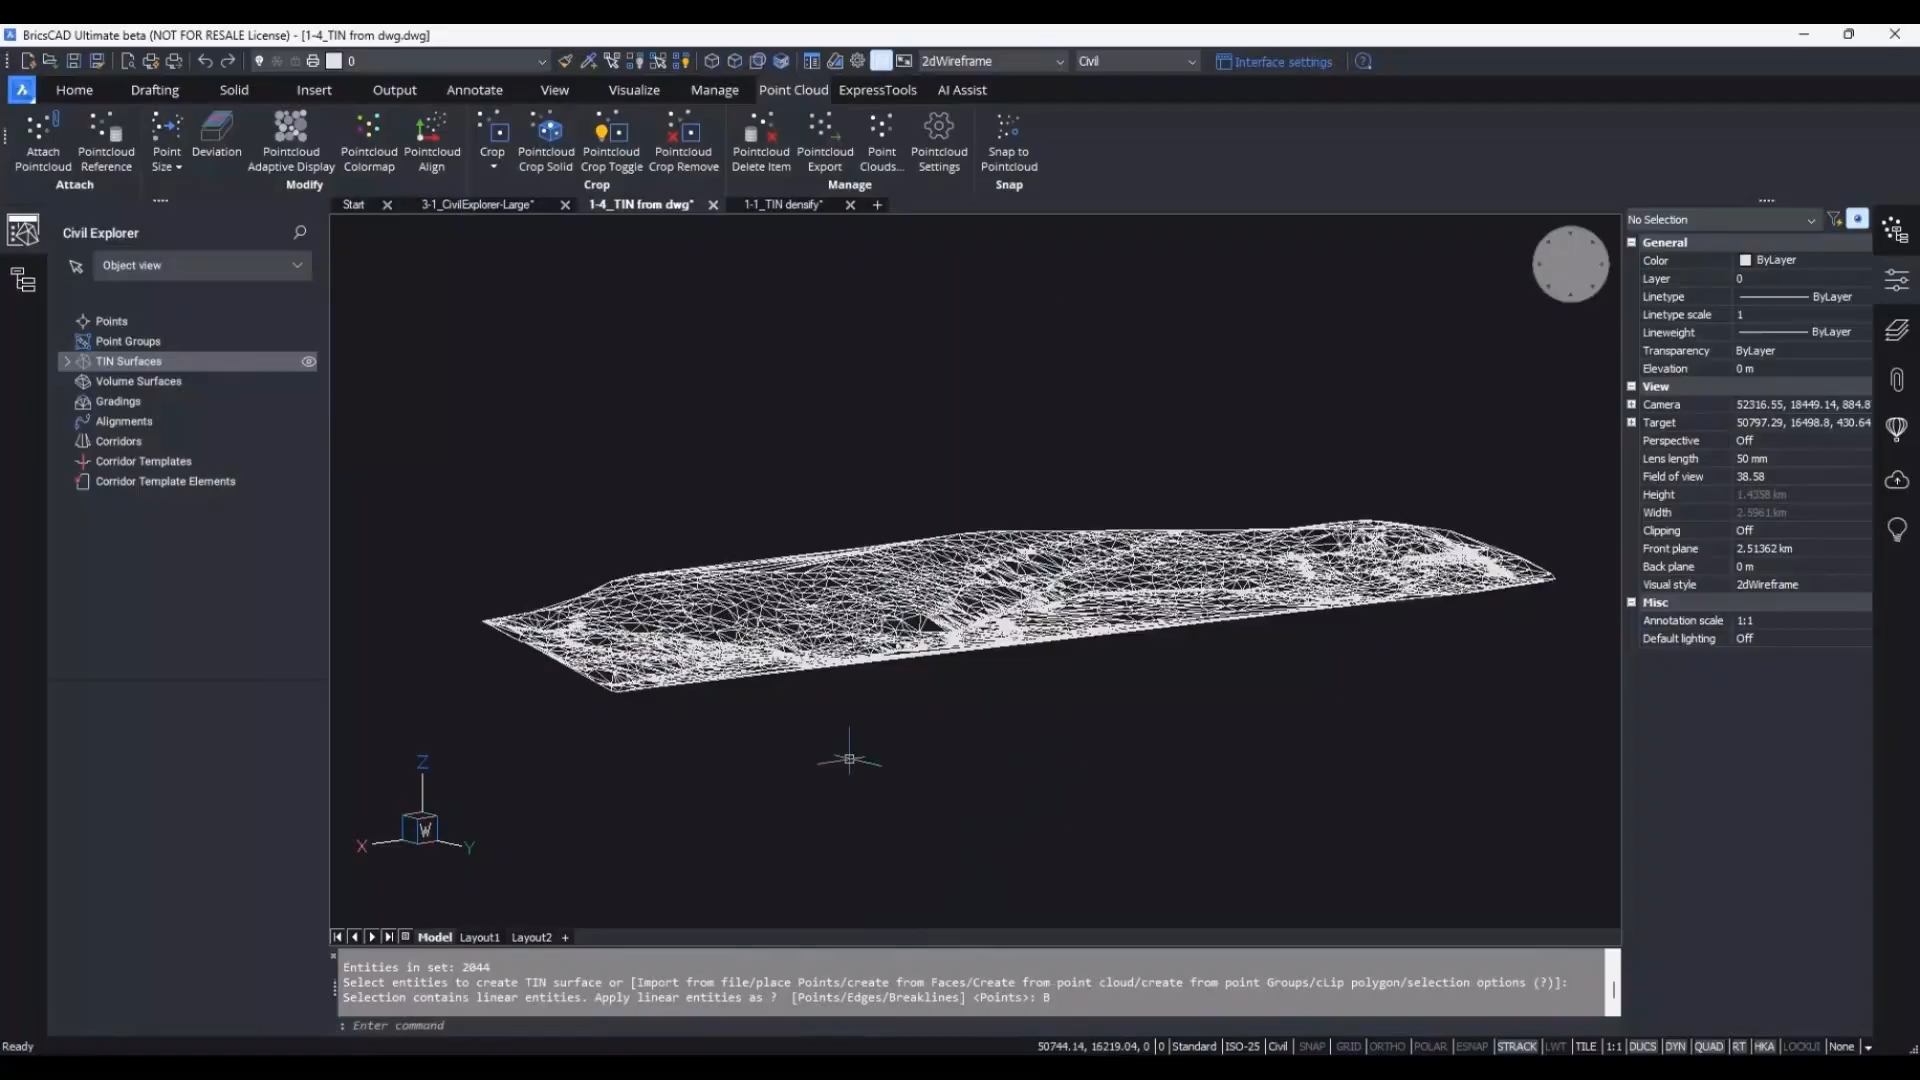 BricsCAD Ultimate beta (NOT FOR RESALE License) - [1-4_TIN from dwg.dwg]
0
2dWireframe
Civil
Interface settings
Home Drafting Solid Insert Output Annotate View Visualize Manage Point Cloud ExpressTools AI Assist
Attach Pointcloud Point Deviation Pointcloud Pointcloud Pointcloud Crop Pointcloud Pointcloud Pointcloud Pointcloud Pointcloud Point Pointcloud Snap to
Pointcloud Reference Size Adaptive Display Colormap Align Crop Solid Crop Toggle Crop Remove Delete Item Export Clouds... Settings Pointcloud
Attach Modify Crop Manage Snap
Start 3-1_CivilExplorer-Large* 1-4_TIN from dwg* 1-1_TIN densify* +
Civil Explorer
Object view
Points
Point Groups
TIN Surfaces
Volume Surfaces
Gradings
Alignments
Corridors
Corridor Templates
Corridor Template Elements
Z
W
X
Y
No Selection
General
Color ByLayer
Layer 0
Linetype ByLayer
Linetype scale 1
Lineweight ByLayer
Transparency ByLayer
Elevation 0 m
View
Camera 52316.55, 18449.14, 884.8
Target 50797.29, 16498.8, 430.64
Perspective Off
Lens length 50 mm
Field of view 38.58
Height 1.4358 km
Width 2.5961 km
Clipping Off
Front plane 2.51362 km
Back plane 0 m
Visual style 2dWireframe
Misc
Annotation scale 1:1
Default lighting Off
Model Layout1 Layout2 +
Entities in set: 2044
Select entities to create TIN surface or [Import from file/place Points/create from Faces/Create from point cloud/create from point Groups/cLip polygon/selection options (?)]:
Selection contains linear entities. Apply linear entities as ? [Points/Edges/Breaklines] <Points>: B
: Enter command
Ready
50744.14, 16219.04, 0 0 Standard ISO-25 Civil SNAP GRID ORTHO POLAR ESNAP STRACK LWT TILE 1:1 DUCS DYN QUAD RT HKA LOCKUI None